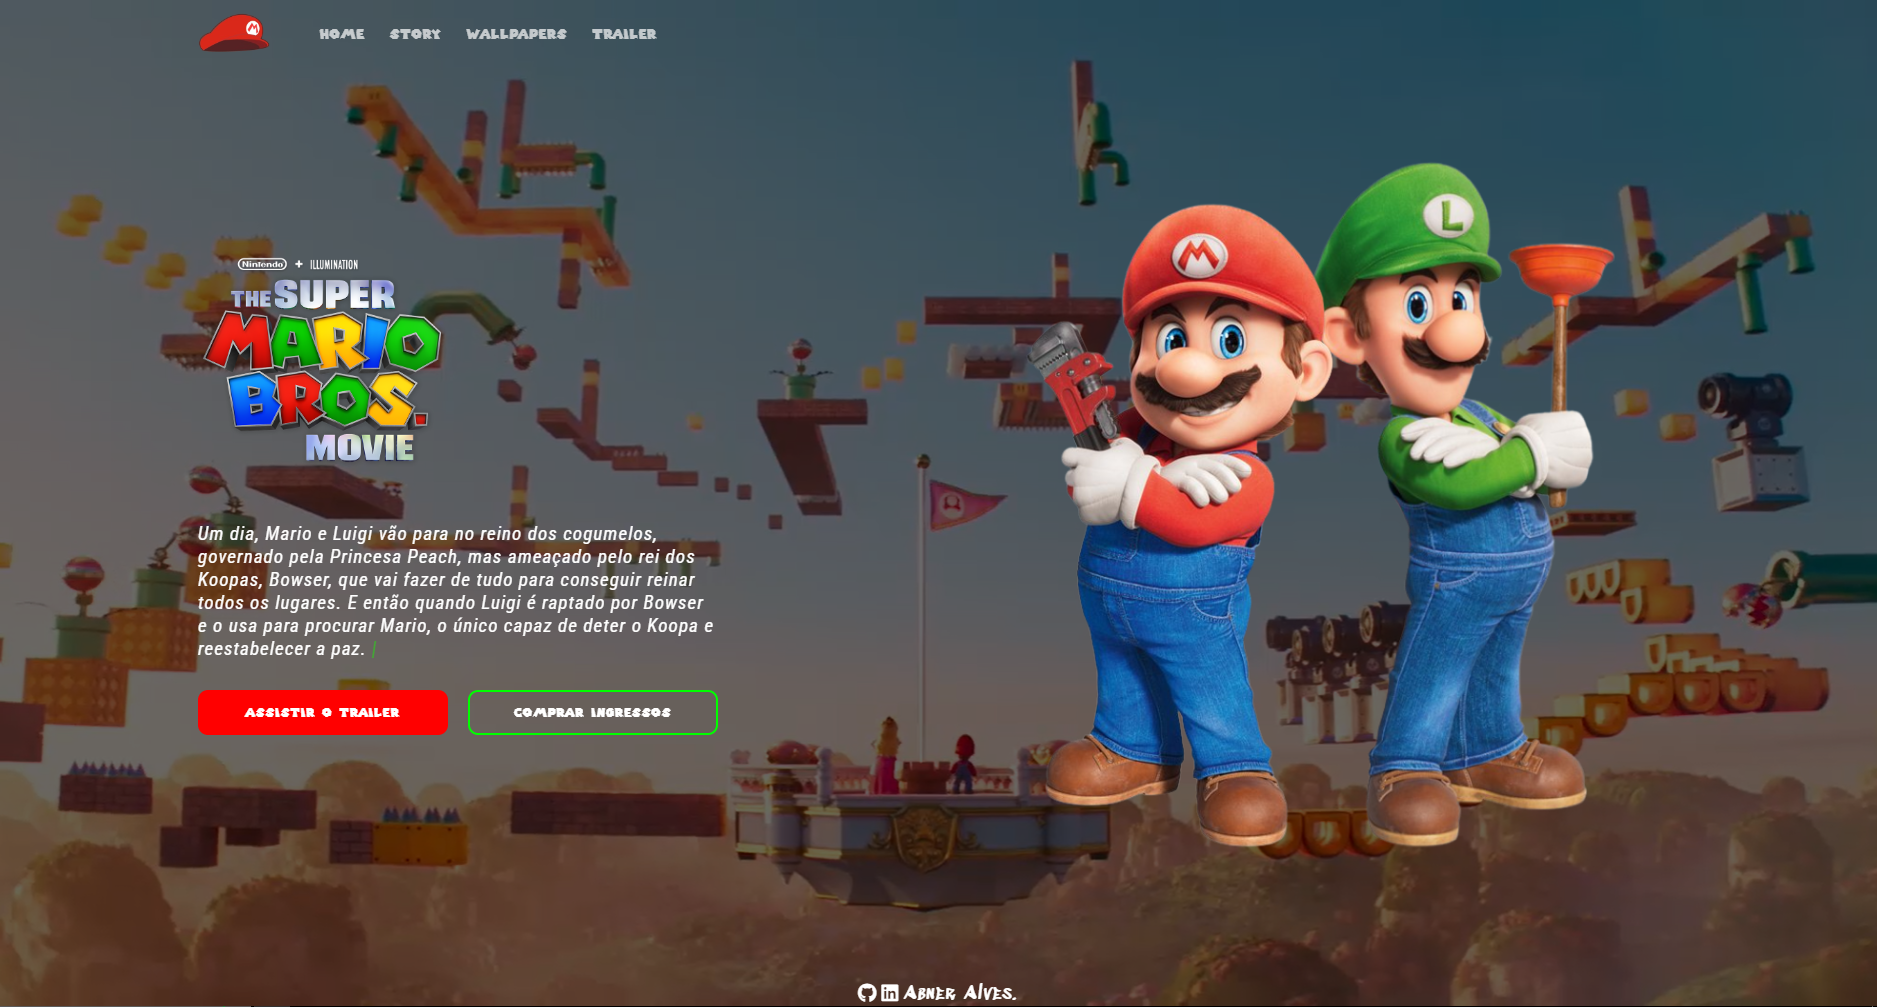 HOME STORY WALLPAPERS TRAILER
Nintendo + ILLUMINATION
THE SUPER
MARIO
BROS.
MOVIE
Um dia, Mario e Luigi vão para no reino dos cogumelos,
governado pela Princesa Peach, mas ameaçado pelo rei dos
Koopas, Bowser, que vai fazer de tudo para conseguir reinar
todos os lugares. E então quando Luigi é raptado por Bowser
e o usa para procurar Mario, o único capaz de deter o Koopa e
reestabelecer a paz. |
ASSISTIR O TRAILER
COMPRAR INGRESSOS
M
M
L
in Abner Alves.